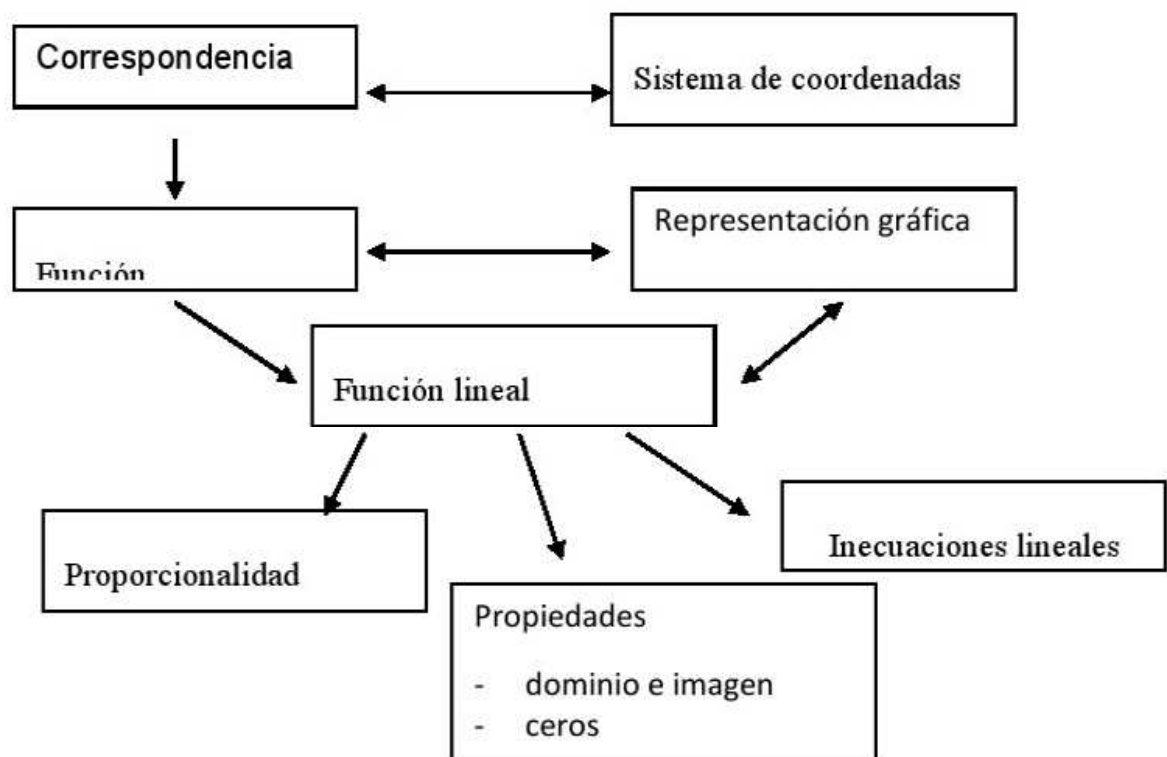 Correspondencia
Sistema de coordenadas
Representación gráfica
Función
Función lineal
Proporcionalidad
Inecuaciones lineales
Propiedades
- dominio e imagen
- ceros